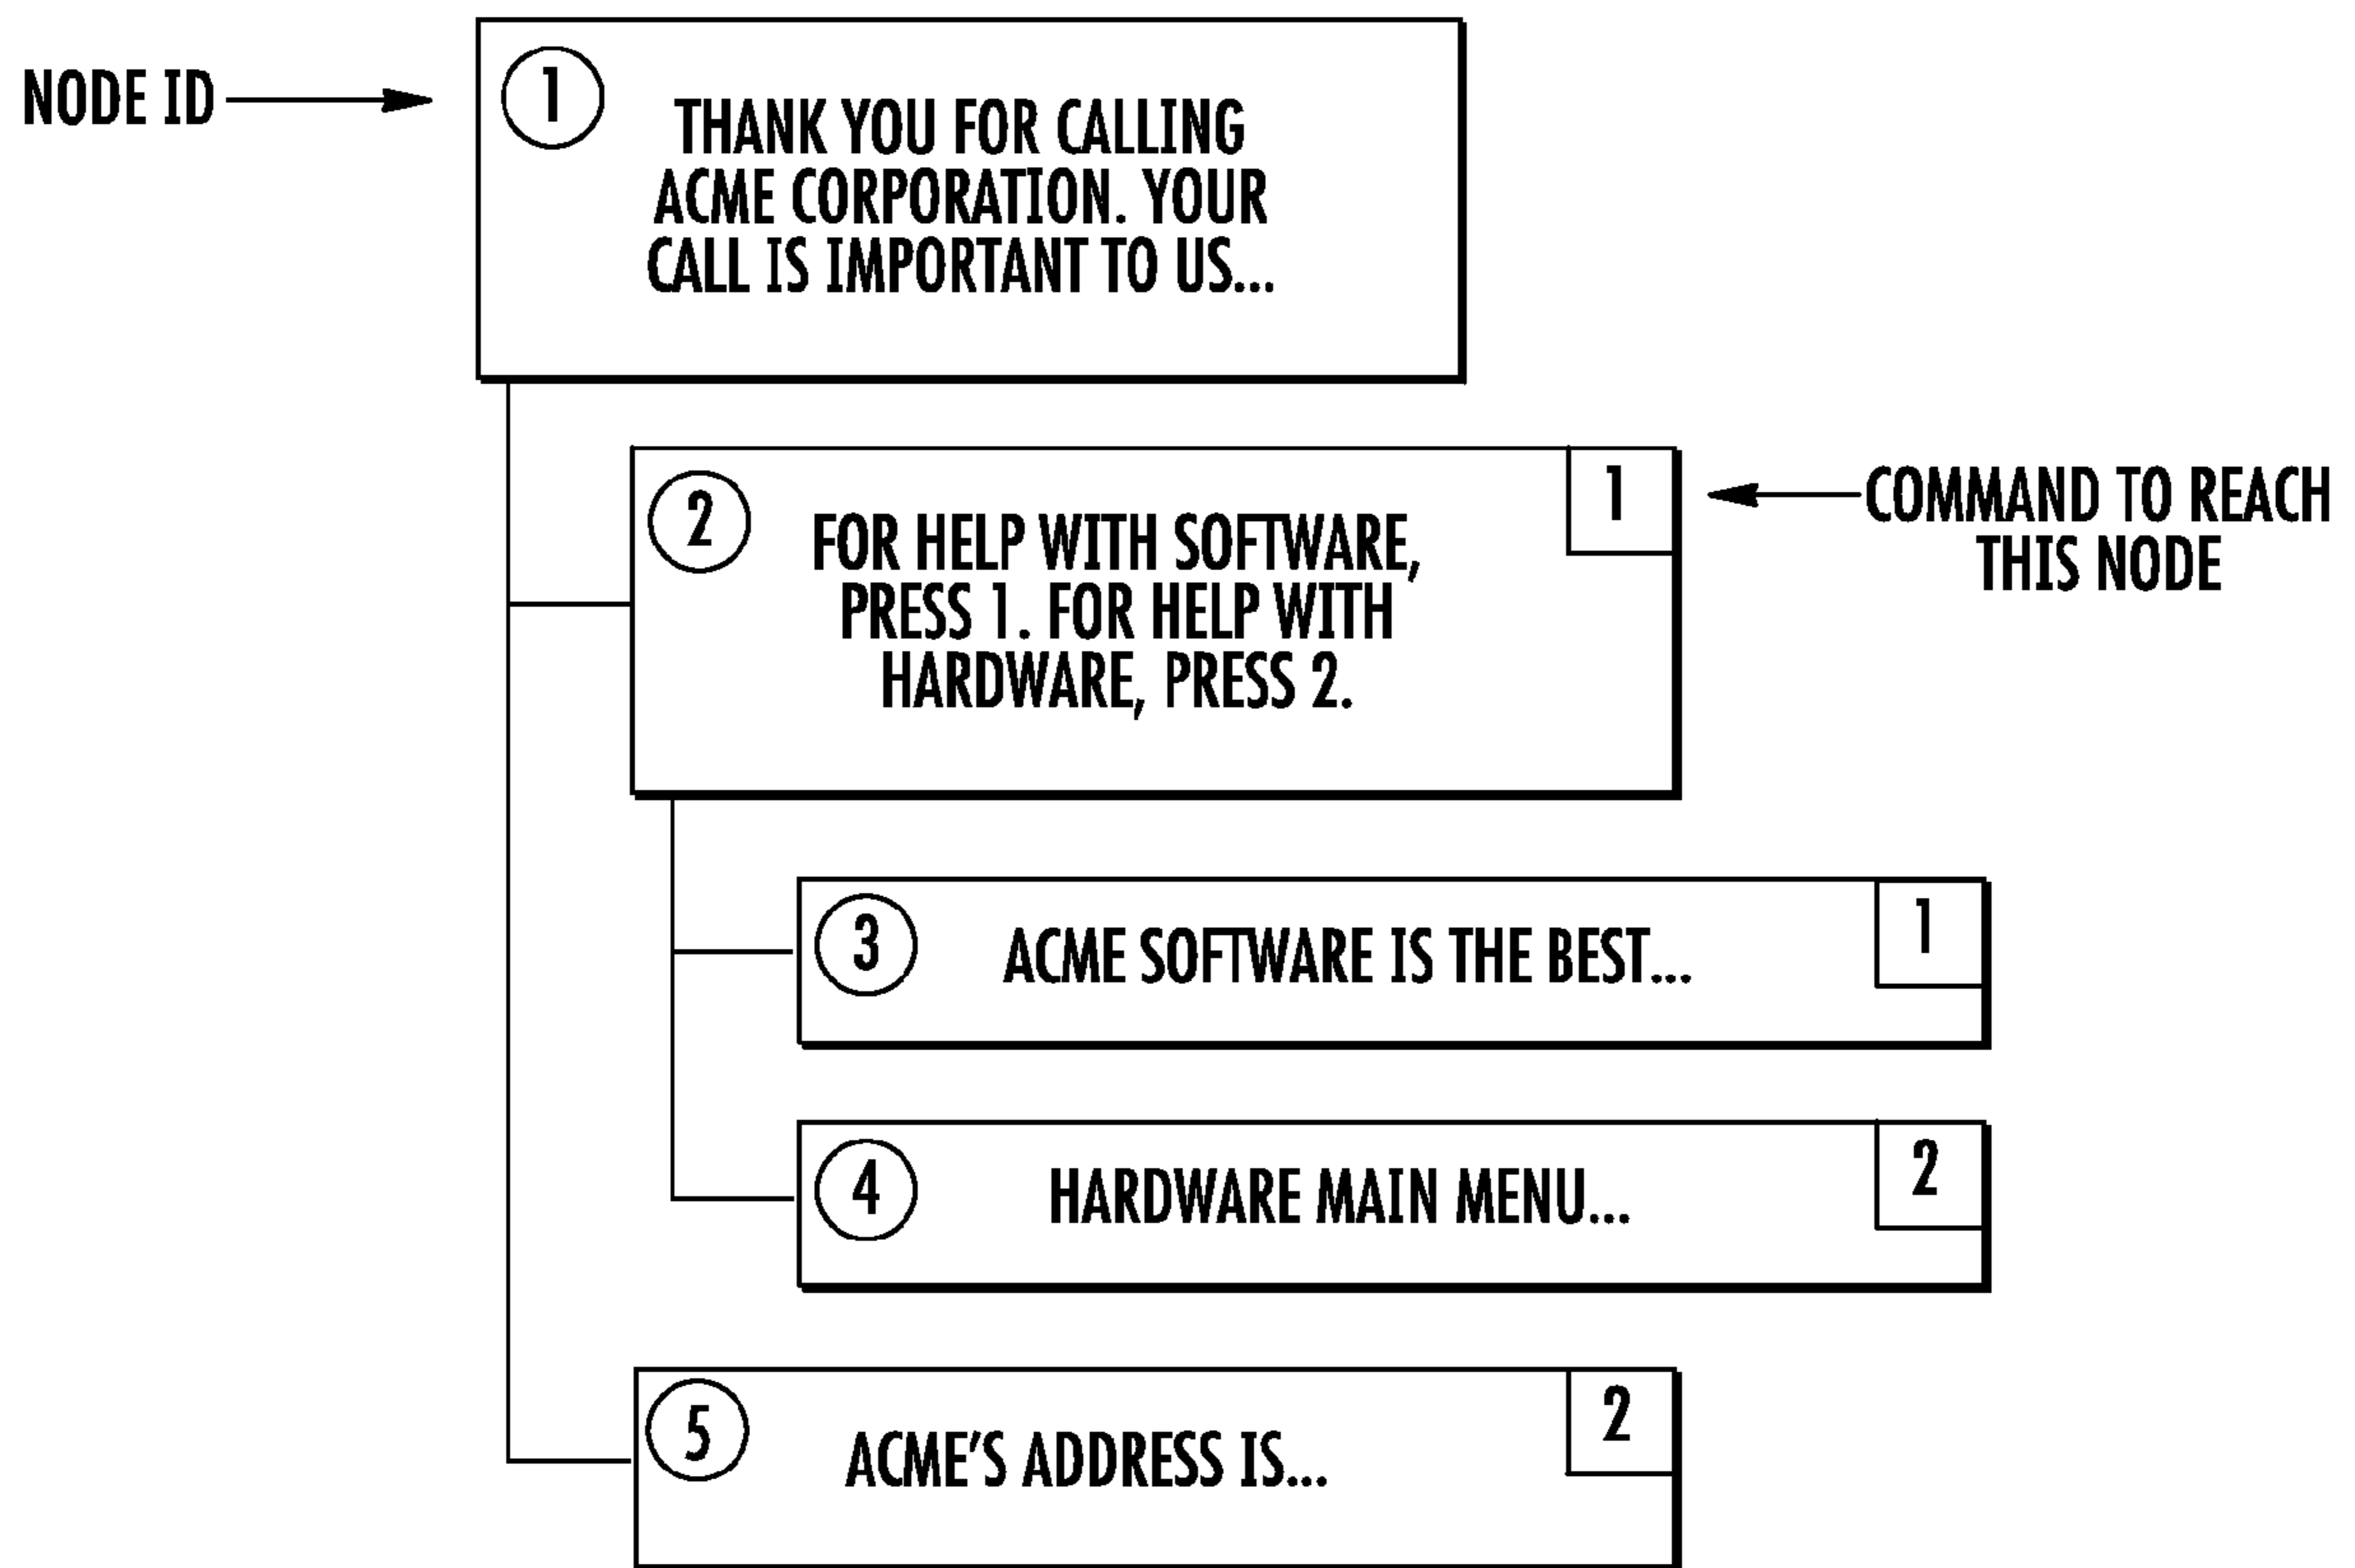 NODE ID
1
THANK YOU FOR CALLING
ACME CORPORATION. YOUR
CALL IS IMPORTANT TO US...
2
FOR HELP WITH SOFTWARE,
PRESS 1. FOR HELP WITH
HARDWARE, PRESS 2.
1
COMMAND TO REACH
THIS NODE
3
ACME SOFTWARE IS THE BEST...
1
4
HARDWARE MAIN MENU...
2
5
ACME'S ADDRESS IS...
2